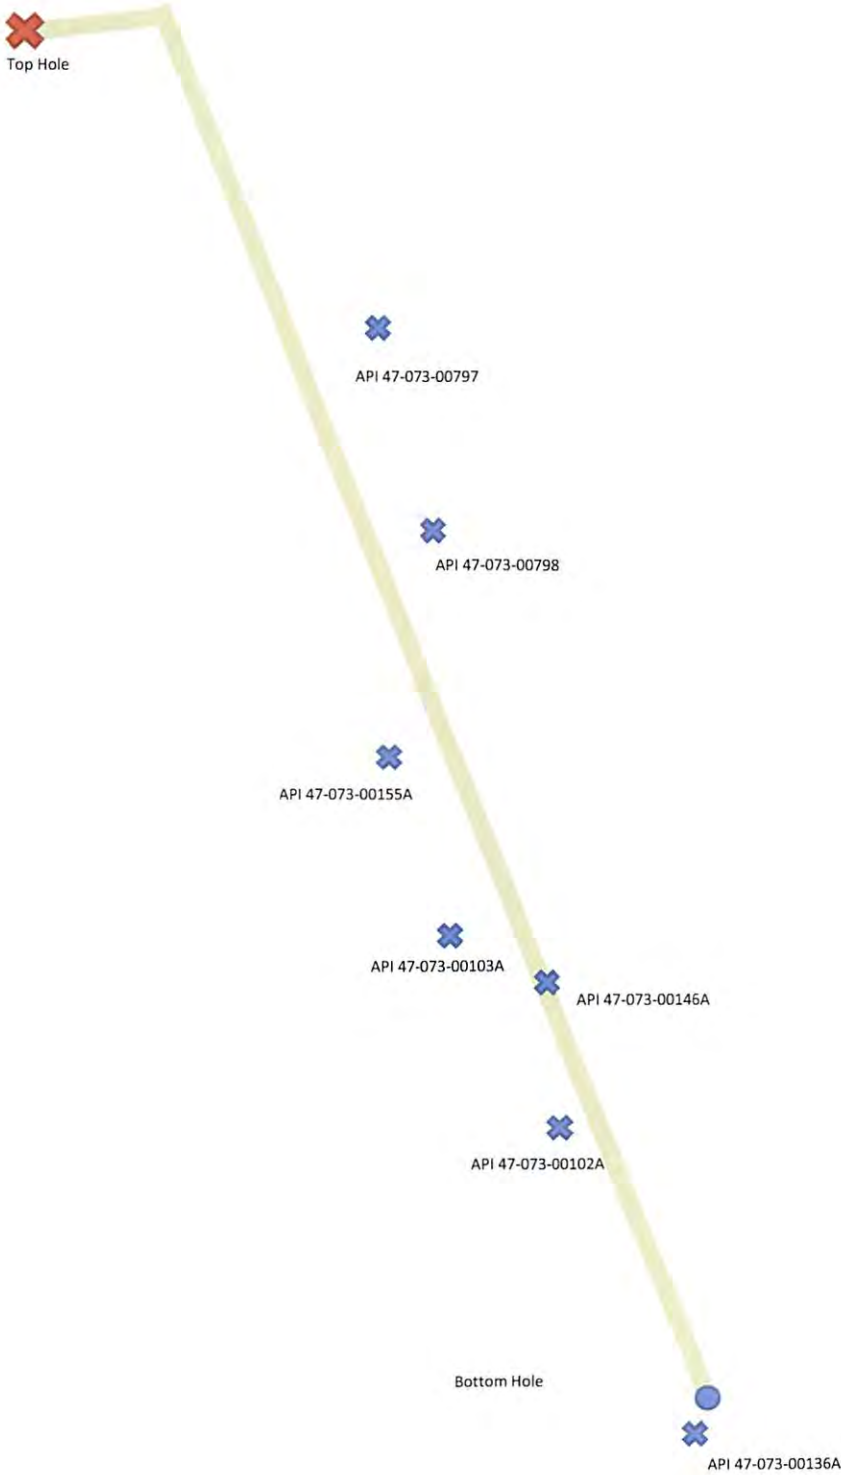 Top Hole
API 47-073-00797
API 47-073-00798
API 47-073-00155A
API 47-073-00103A
API 47-073-00146A
API 47-073-00102A
Bottom Hole
API 47-073-00136A